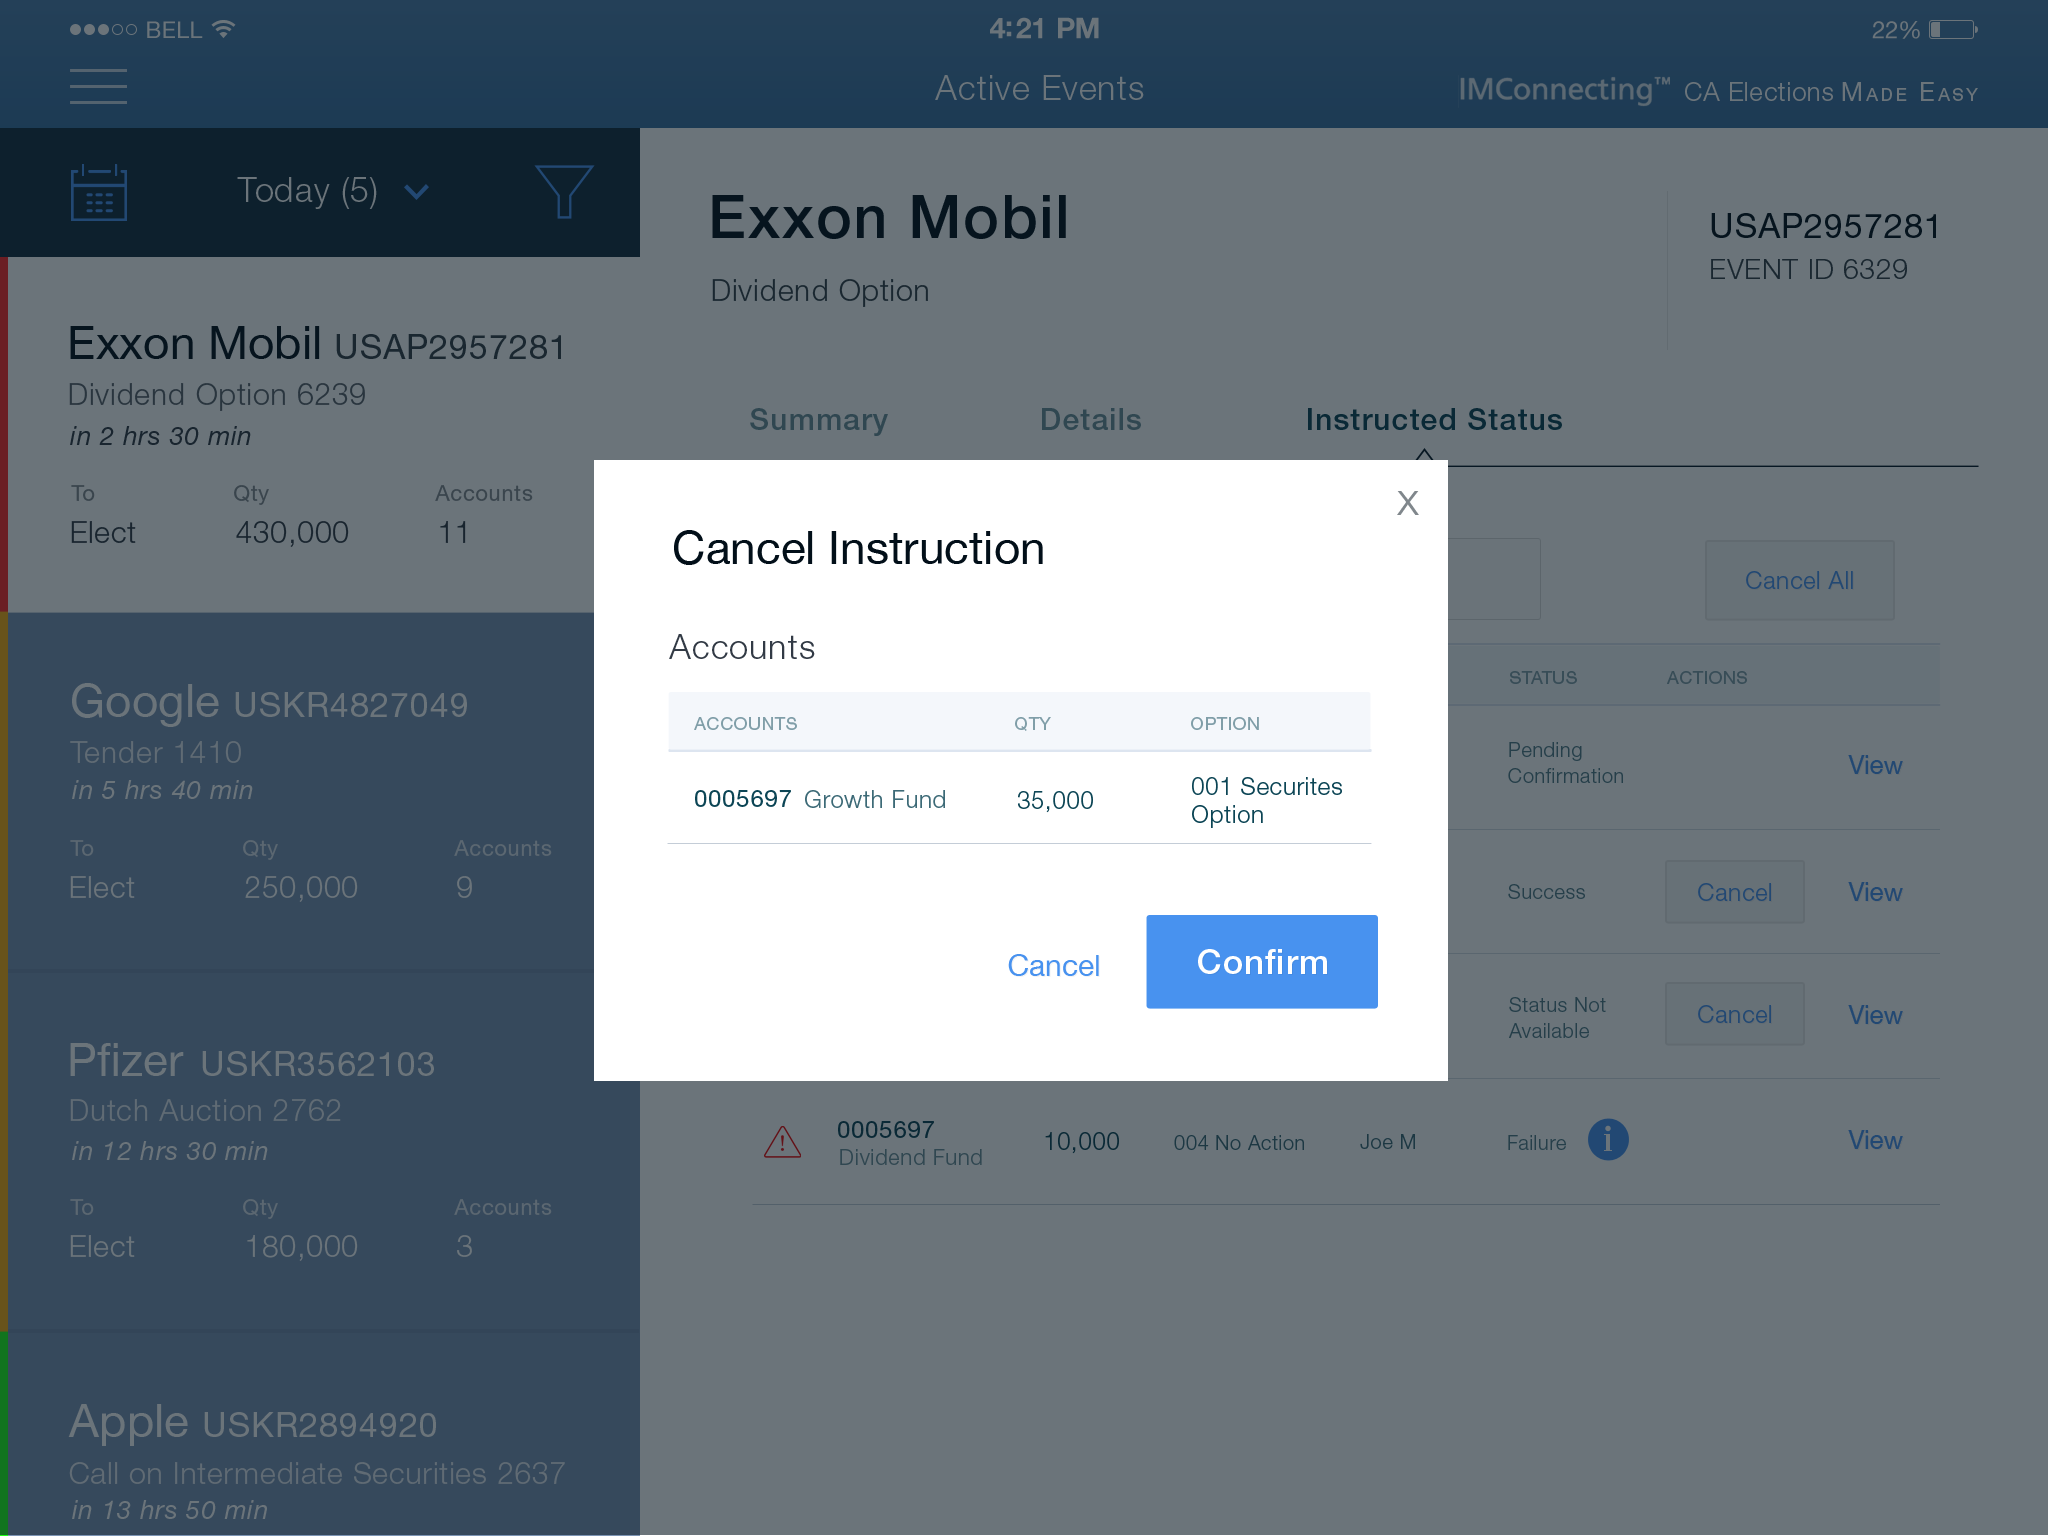 BELL
4:21 PM
22%
Active Events
IMConnecting™ CA Elections MADE EASY
Today (5)
Exxon Mobil USAP2957281
Dividend Option 6239
in 2 hrs 30 min
To Qty Accounts
Elect 430,000 11
Google USKR4827049
Tender 1410
in 5 hrs 40 min
To Qty Accounts
Elect 250,000 9
Pfizer USKR3562103
Dutch Auction 2762
in 12 hrs 30 min
To Qty Accounts
Elect 180,000 3
Apple USKR2894920
Call on Intermediate Securities 2637
in 13 hrs 50 min
Exxon Mobil
Dividend Option
USAP2957281
EVENT ID 6329
Summary Details Instructed Status
Cancel All
STATUS ACTIONS
Pending
Confirmation
View
Success Cancel View
Status Not
Available
Cancel View
0005697
Dividend Fund
10,000 004 No Action Joe M Failure i View
X
Cancel Instruction
Accounts
ACCOUNTS QTY OPTION
0005697 Growth Fund 35,000 001 Securites
Option
Cancel Confirm